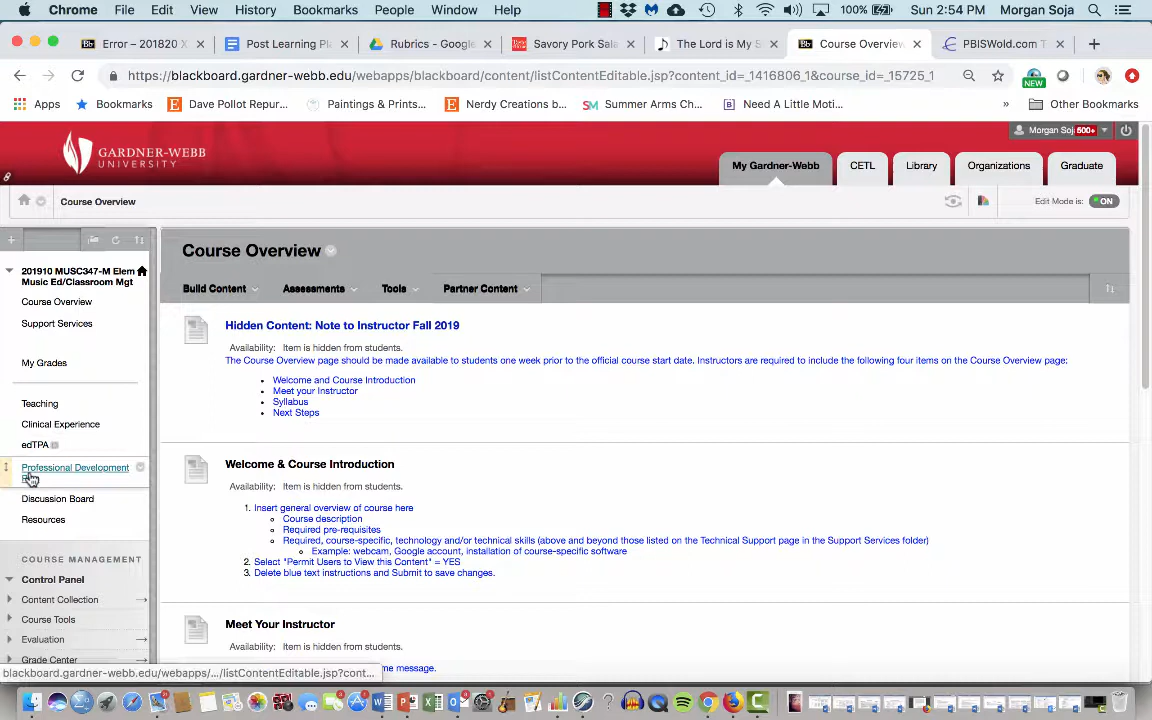 Chrome File Edit View History Bookmarks People Window Help 100% Sun 2:54 PM Morgan Soja
Error – 201820 X Post Learning Pl Rubrics - Google Savory Pork Sala The Lord is My S Course Overview PBISWold.com T
https://blackboard.gardner-webb.edu/webapps/blackboard/content/listContentEditable.jsp?content_id=_1416806_1&course_id=_15725_1 NEW
Apps Bookmarks Dave Pollot Repur... Paintings & Prints... Nerdy Creations b... Summer Arms Ch... Need A Little Moti... » Other Bookmarks
Morgan Soj 500+
GARDNER-WEBB
UNIVERSITY
My Gardner-Webb CETL Library Organizations Graduate
Course Overview Edit Mode is: ON
201910 MUSC347-M Elem
Music Ed/Classroom Mgt
Course Overview
Support Services
My Grades
Teaching
Clinical Experience
edTPA
Professional Development
Discussion Board
Resources
COURSE MANAGEMENT
Control Panel
Content Collection
Course Tools
Evaluation
Grade Center
Course Overview
Build Content Assessments Tools Partner Content
Hidden Content: Note to Instructor Fall 2019
Availability: Item is hidden from students.
The Course Overview page should be made available to students one week prior to the official course start date. Instructors are required to include the following four items on the Course Overview page:
• Welcome and Course Introduction
• Meet your Instructor
• Syllabus
• Next Steps
Welcome & Course Introduction
Availability: Item is hidden from students.
1. Insert general overview of course here
Course description
Required pre-requisites
Required, course-specific, technology and/or technical skills (above and beyond those listed on the Technical Support page in the Support Services folder)
Example: webcam, Google account, installation of course-specific software
2. Select "Permit Users to View this Content" = YES
3. Delete blue text instructions and Submit to save changes.
Meet Your Instructor
Availability: Item is hidden from students.
me message.
blackboard.gardner-webb.edu/webapps/.../listContentEditable.jsp?cont...